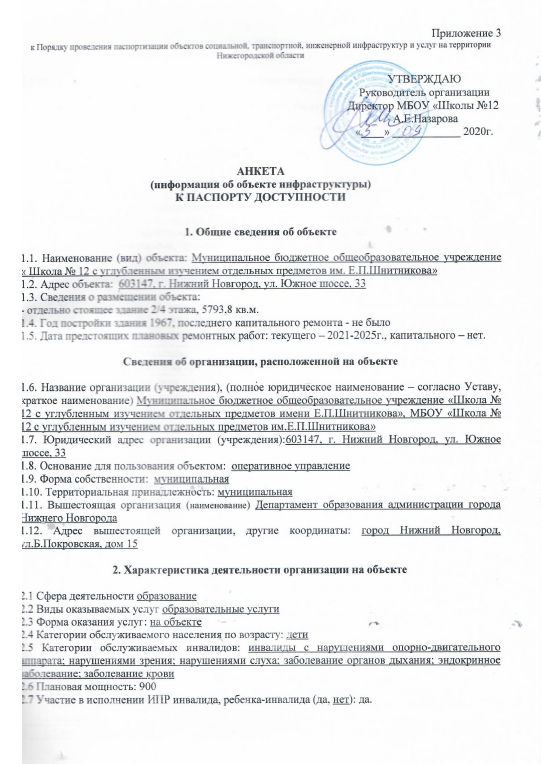 Приложение 3
к Порядку проведения паспортизации объектов социальной, транспортной, инженерной инфраструктур и услуг на территории
Нижегородской области
УТВЕРЖДАЮ
Руководитель организации
Директор МБОУ «Школы №12
А.Е.Назарова
«5» 09 2020г.
АНКЕТА
(информация об объекте инфраструктуры)
К ПАСПОРТУ ДОСТУПНОСТИ
1. Общие сведения об объекте
1.1. Наименование (вид) объекта: Муниципальное бюджетное общеобразовательное учреждение
« Школа № 12 с углубленным изучением отдельных предметов им. Е.П.Шнитникова»
1.2. Адрес объекта: 603147, г. Нижний Новгород, ул. Южное шоссе, 33
1.3. Сведения о размещении объекта:
- отдельно стоящее здание 2/4 этажа, 5793,8 кв.м.
1.4. Год постройки здания 1967, последнего капитального ремонта - не было
1.5. Дата предстоящих плановых ремонтных работ: текущего – 2021-2025г., капитального – нет.
Сведения об организации, расположенной на объекте
1.6. Название организации (учреждения), (полное юридическое наименование – согласно Уставу,
краткое наименование) Муниципальное бюджетное общеобразовательное учреждение «Школа №
12 с углубленным изучением отдельных предметов имени Е.П.Шнитникова», МБОУ «Школа №
12 с углубленным изучением отдельных предметов им.Е.П.Шнитникова»
1.7. Юридический адрес организации (учреждения):603147, г. Нижний Новгород, ул. Южное
шоссе, 33
1.8. Основание для пользования объектом: оперативное управление
1.9. Форма собственности: муниципальная
1.10. Территориальная принадлежность: муниципальная
1.11. Вышестоящая организация (наименование) Департамент образования администрации города
Нижнего Новгорода
1.12. Адрес вышестоящей организации, другие координаты: город Нижний Новгород,
ул.Б.Покровская, дом 15
2. Характеристика деятельности организации на объекте
2.1 Сфера деятельности образование
2.2 Виды оказываемых услуг образовательные услуги
2.3 Форма оказания услуг: на объекте
2.4 Категории обслуживаемого населения по возрасту: дети
2.5 Категории обслуживаемых инвалидов: инвалиды с нарушениями опорно-двигательного
аппарата; нарушениями зрения; нарушениями слуха; заболевание органов дыхания; эндокринное
заболевание; заболевание крови
2.6 Плановая мощность: 900
2.7 Участие в исполнении ИПР инвалида, ребенка-инвалида (да, нет): да.